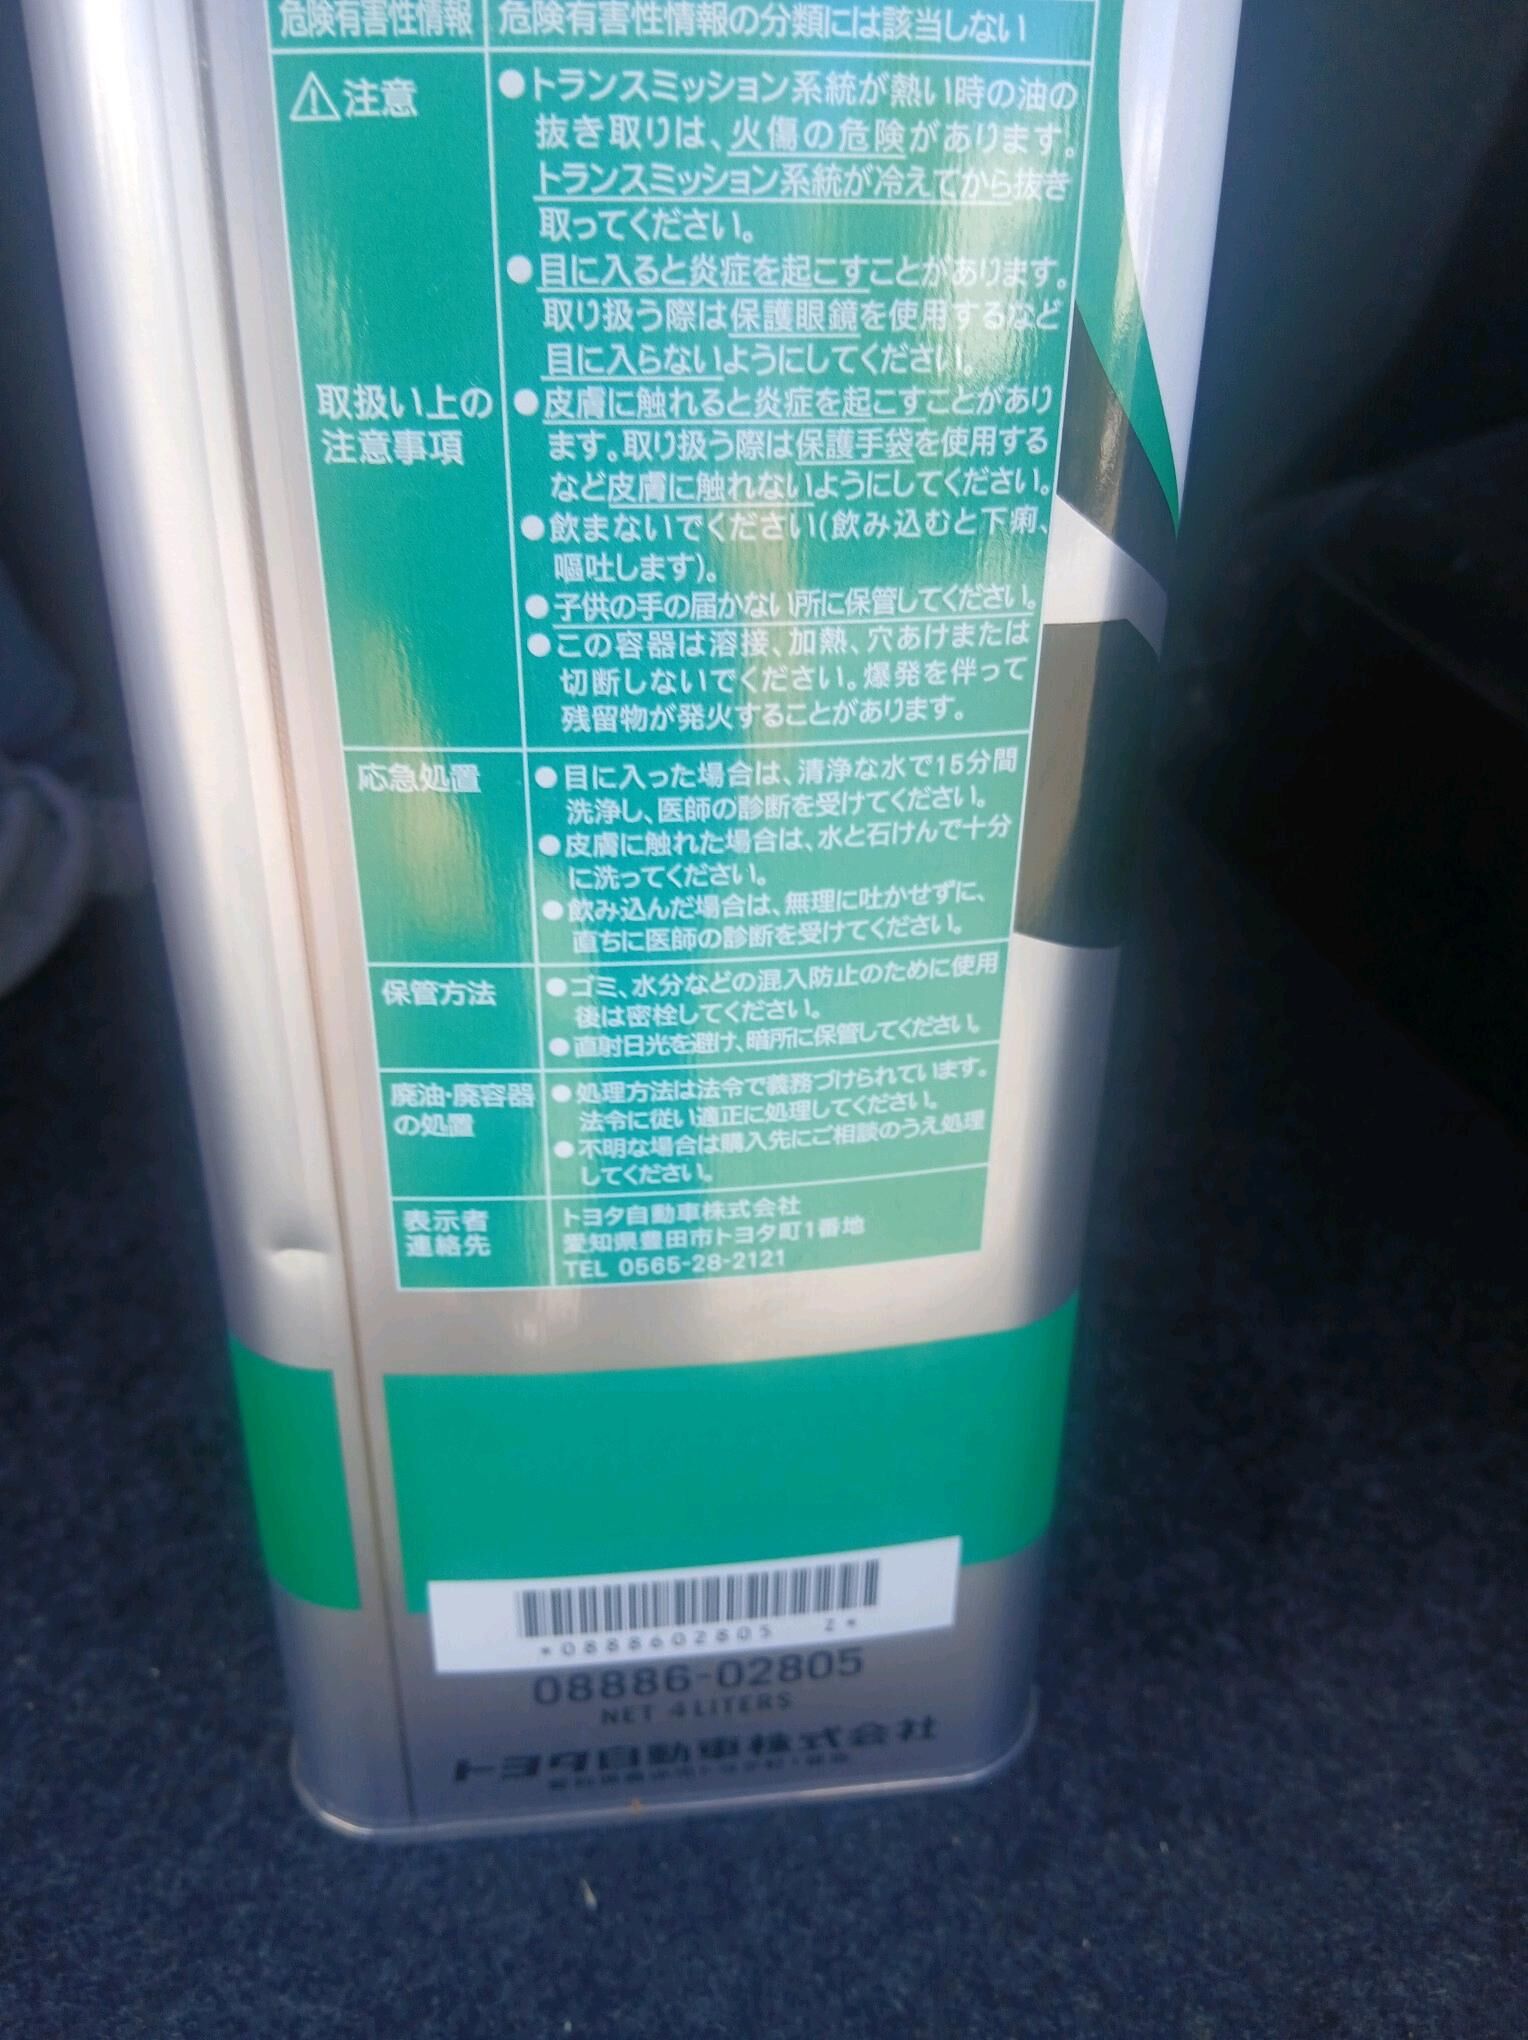 危険有害性情報 危険有害性情報の分類には該当しない
⚠注意
取扱い上の
注意事項
●トランスミッション系統が熱い時の油の
抜き取りは、火傷の危険があります。
トランスミッション系統が冷えてから抜き
取ってください。
●目に入ると炎症を起こすことがあります。
取り扱う際は保護眼鏡を使用するなど
目に入らないようにしてください。
●皮膚に触れると炎症を起こすことがあり
ます。取り扱う際は保護手袋を使用する
など皮膚に触れないようにしてください。
●飲まないでください(飲み込むと下痢、
嘔吐します)。
●子供の手の届かない所に保管してください。
●この容器は溶接、加熱、穴あけまたは
切断しないでください。爆発を伴って
残留物が発火することがあります。
応急処置
●目に入った場合は、清浄な水で15分間
洗浄し、医師の診断を受けてください。
●皮膚に触れた場合は、水と石けんで十分
に洗ってください。
●飲み込んだ場合は、無理に吐かせずに、
直ちに医師の診断を受けてください。
保管方法
●ゴミ、水分などの混入防止のために使用
後は密栓してください。
●直射日光を避け、暗所に保管してください。
廃油・廃容器
の処置
●処理方法は法令で義務づけられています。
法令に従い適正に処理してください。
●不明な場合は購入先にご相談のうえ処理
してください。
表示者
連絡先
トヨタ自動車株式会社
愛知県豊田市トヨタ町1番地
TEL 0565-28-2121
*0888602805 Z*
08886-02805
NET 4 LITERS
トヨタ自動車株式会社